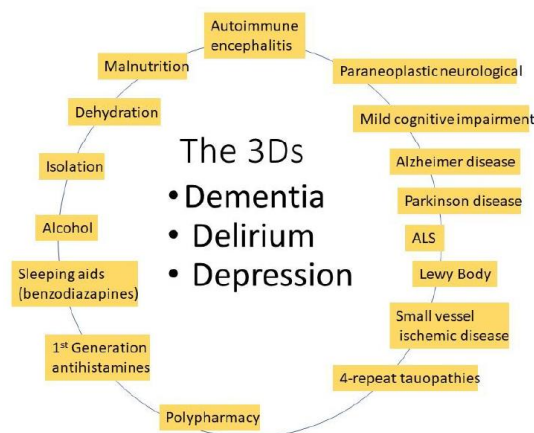 Autoimmune
encephalitis
Paraneoplastic neurological
Mild cognitive impairment
Alzheimer disease
Parkinson disease
ALS
Lewy Body
Small vessel
ischemic disease
4-repeat tauopathies
Polypharmacy
1st Generation
antihistamines
Sleeping aids
(benzodiazapines)
Alcohol
Isolation
Dehydration
Malnutrition
The 3Ds
• Dementia
• Delirium
• Depression